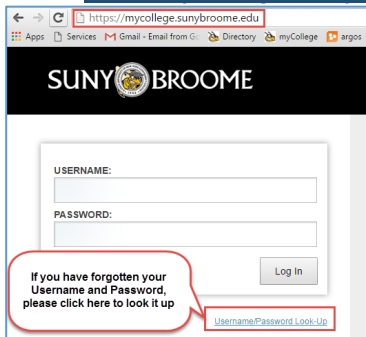 https://mycollege.sunybroome.edu
Apps Services Gmail - Email from Go Directory myCollege argos
SUNY BROOME
USERNAME:
PASSWORD:
Log In
If you have forgotten your
Username and Password,
please click here to look it up
Username/Password Look-Up